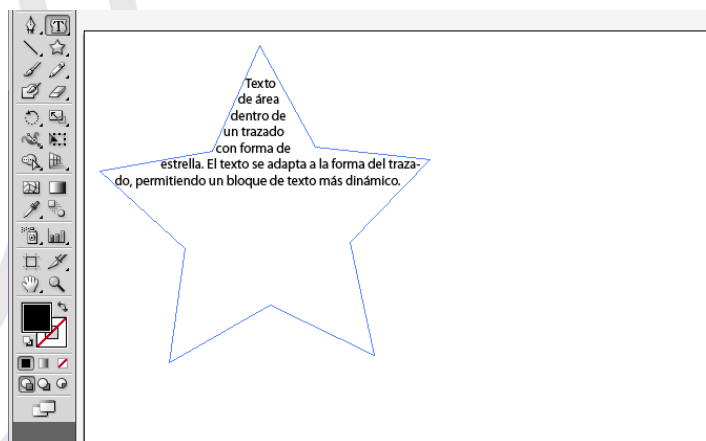 Texto
de área
dentro de
un trazado
con forma de
estrella. El texto se adapta a la forma del traza-
do, permitiendo un bloque de texto más dinámico.